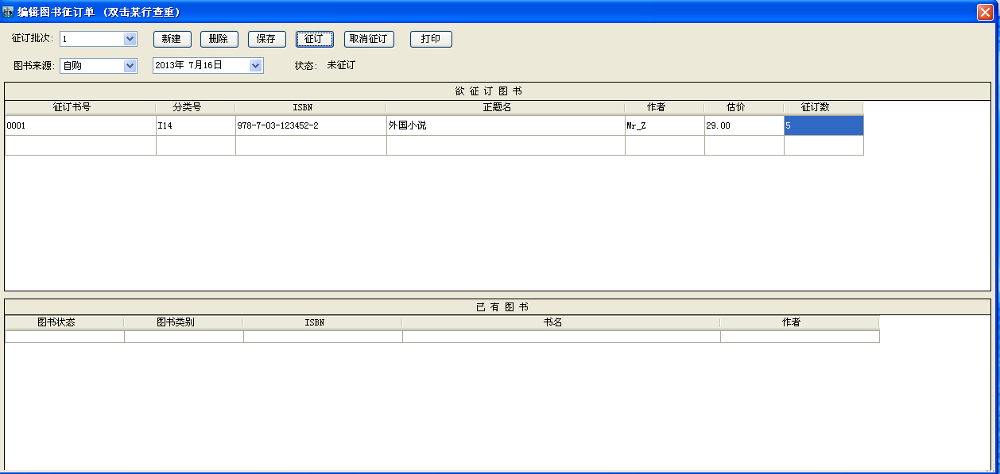 编辑图书征订单 (双击某行查重)
征订批次: 1 新建 删除 保存 征订 取消征订 打印
图书来源: 自购 2013年 7月16日 状态: 未征订
欲 征 订 图 书
征订书号 分类号 ISBN 正题名 作者 估价 征订数
0001 I14 978-7-03-123452-2 外国小说 Mr_Z 29.00 5
已 有 图 书
图书状态 图书类别 ISBN 书名 作者